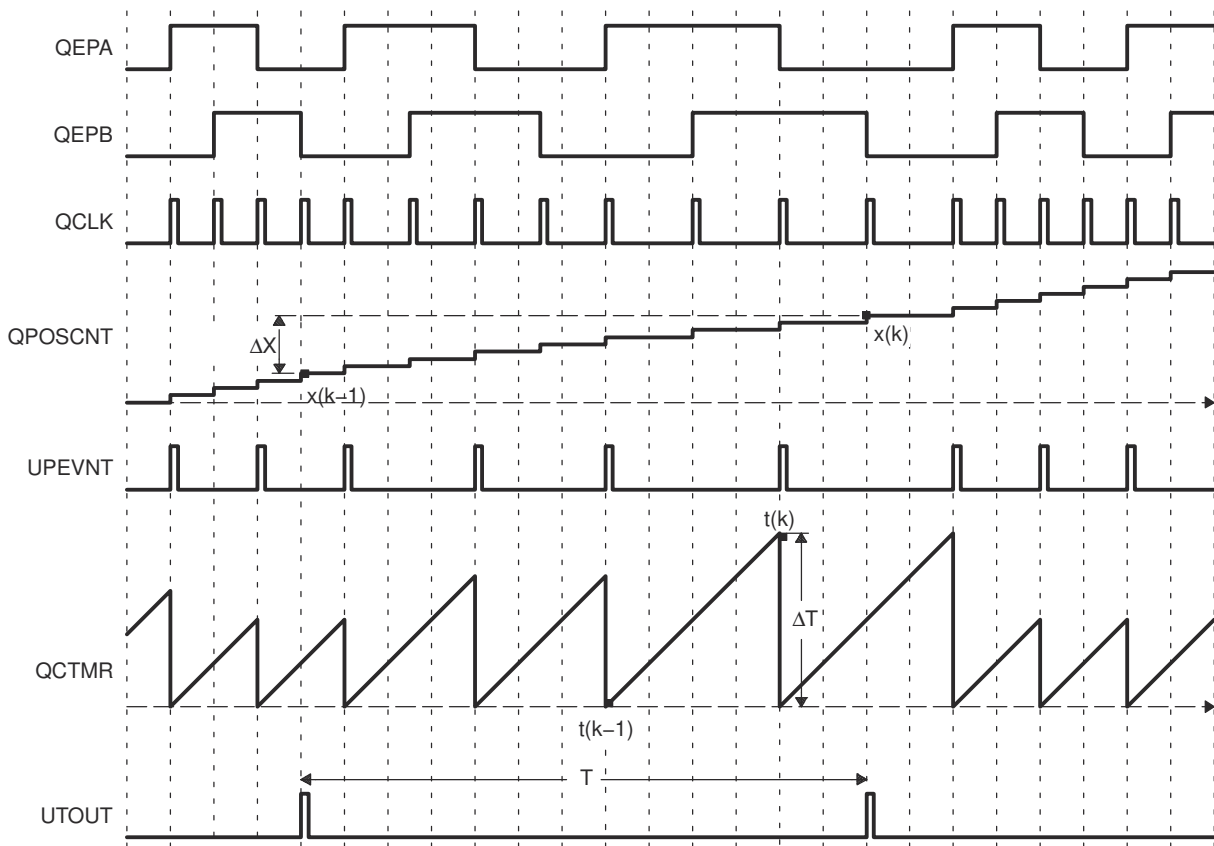 QEPA
QEPB
QCLK
QPOSCNT
ΔX
x(k)
x(k−1)
UPEVNT
t(k)
ΔT
QCTMR
t(k−1)
T
UTOUT